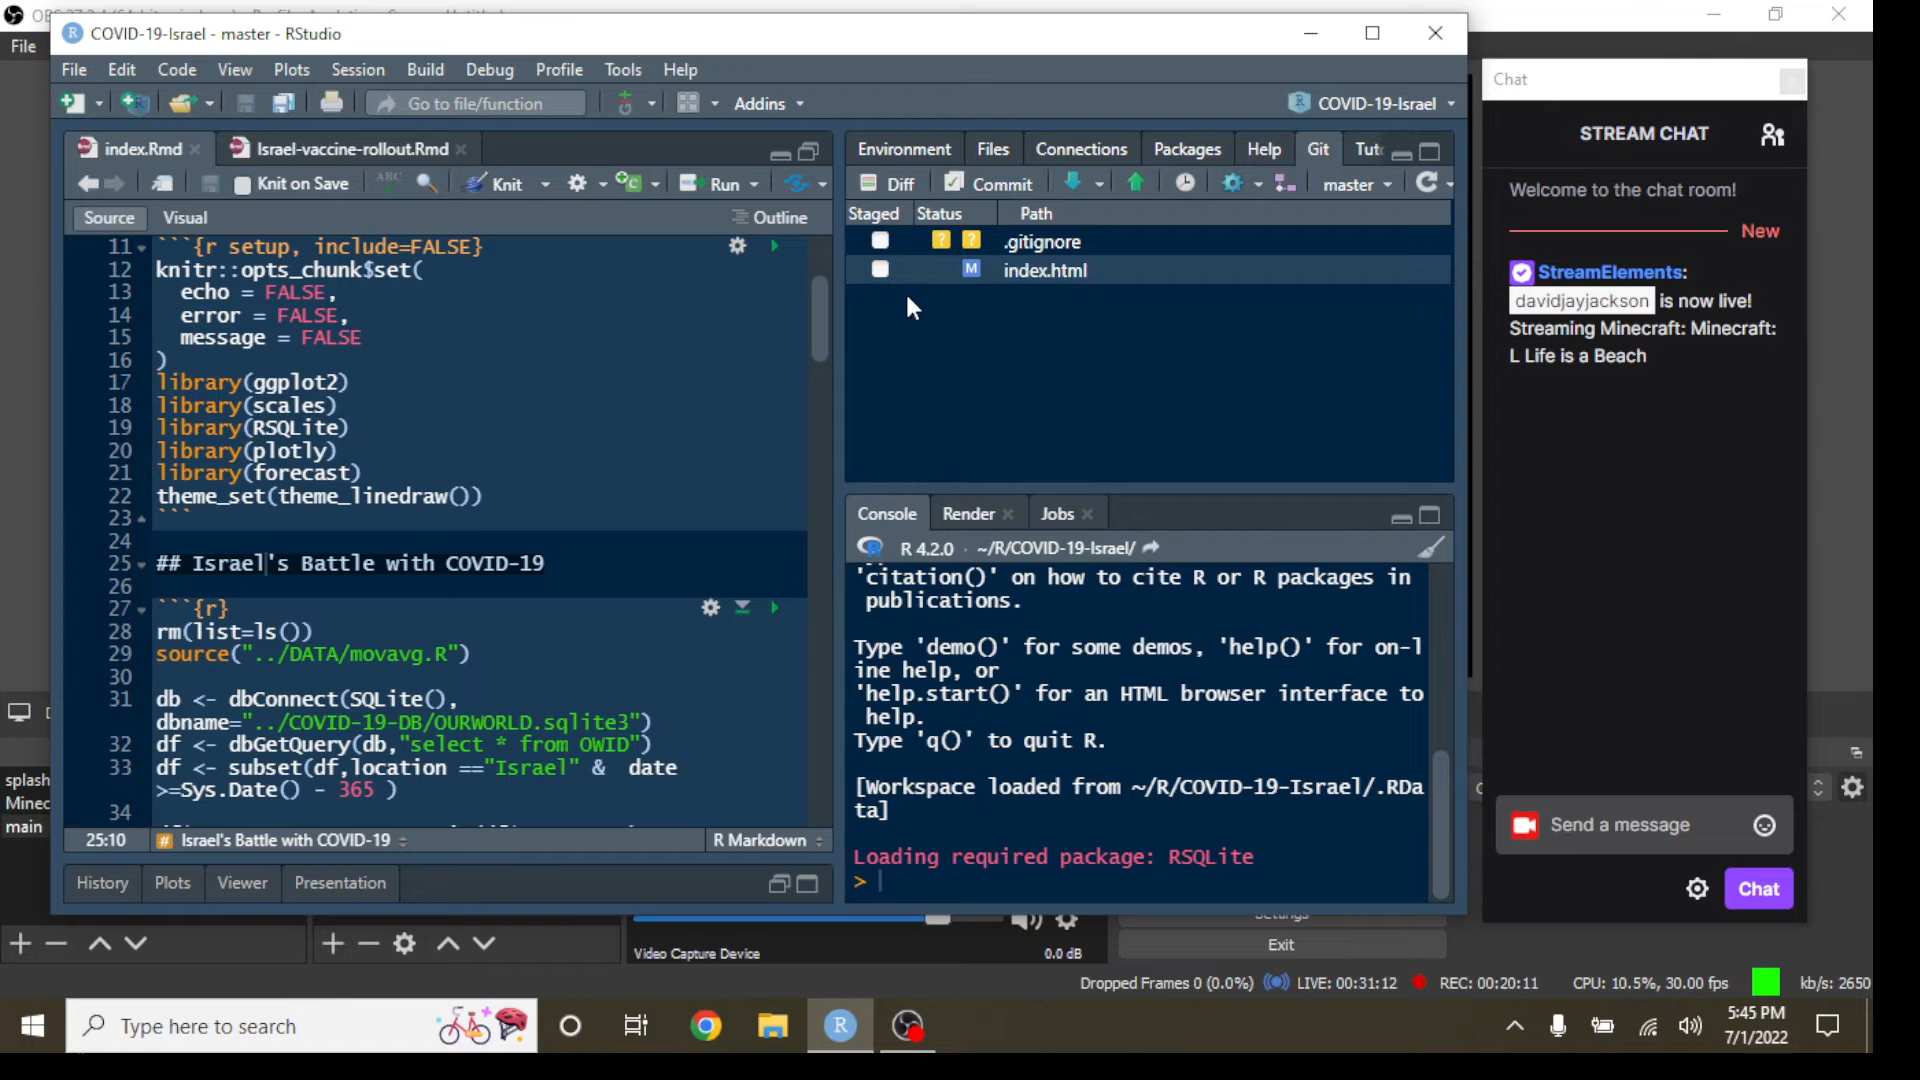 COVID-19-Israel - master - RStudio
File
File Edit Code View Plots Session Build Debug Profile Tools Help
Go to file/function
Addins
COVID-19-Israel
index.Rmd
Israel-vaccine-rollout.Rmd
Knit on Save
ABC
Knit
Run
Source Visual
Outline
11 ```{r setup, include=FALSE}
12 knitr::opts_chunk$set(
13 echo = FALSE,
14 error = FALSE,
15 message = FALSE
16 )
17 library(ggplot2)
18 library(scales)
19 library(RSQLite)
20 library(plotly)
21 library(forecast)
22 theme_set(theme_linedraw())
23 ```
24
25 ## Israel's Battle with COVID-19
26
27 ```{r}
28 rm(list=ls())
29 source("../DATA/movavg.R")
30
31 db <- dbConnect(SQLite(),
dbname="../COVID-19-DB/OURWORLD.sqlite3")
32 df <- dbGetQuery(db,"select * from OWID")
33 df <- subset(df,location =="Israel" & date
>=Sys.Date() - 365 )
34
25:10 # Israel's Battle with COVID-19
R Markdown
History Plots Viewer Presentation
Environment Files Connections Packages Help Git
Diff Commit master
Staged Status Path
? ? .gitignore
M index.html
Console Render Jobs
R 4.2.0 · ~/R/COVID-19-Israel/
'citation()' on how to cite R or R packages in
publications.
Type 'demo()' for some demos, 'help()' for on-l
ine help, or
'help.start()' for an HTML browser interface to
help.
Type 'q()' to quit R.
[Workspace loaded from ~/R/COVID-19-Israel/.RDa
ta]
Loading required package: RSQLite
>
Chat
STREAM CHAT
Welcome to the chat room!
New
StreamElements:
davidjayjackson is now live!
Streaming Minecraft: Minecraft:
L Life is a Beach
Send a message
Chat
splash
Minec
main
Video Capture Device
0.0 dB
Settings
Exit
Dropped Frames 0 (0.0%)
LIVE: 00:31:12
REC: 00:20:11
CPU: 10.5%, 30.00 fps
kb/s: 2650
Type here to search
5:45 PM
7/1/2022